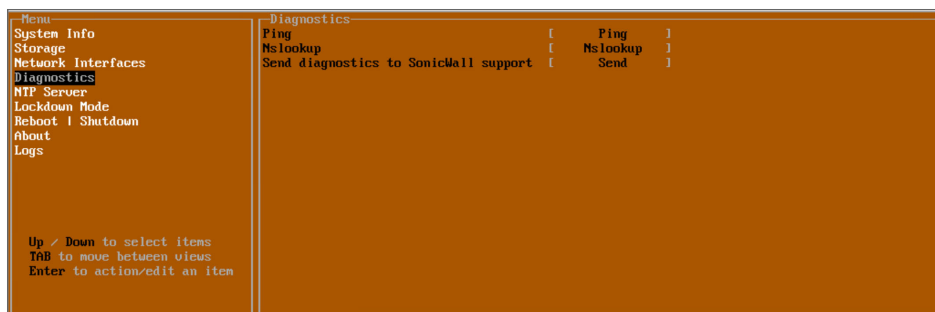 Menu
System Info
Storage
Network Interfaces
Diagnostics
NTP Server
Lockdown Mode
Reboot | Shutdown
About
Logs
Up / Down to select items
TAB to move between views
Enter to action/edit an item
Diagnostics
Ping [ Ping ]
Nslookup [ Nslookup ]
Send diagnostics to SonicWall support [ Send ]